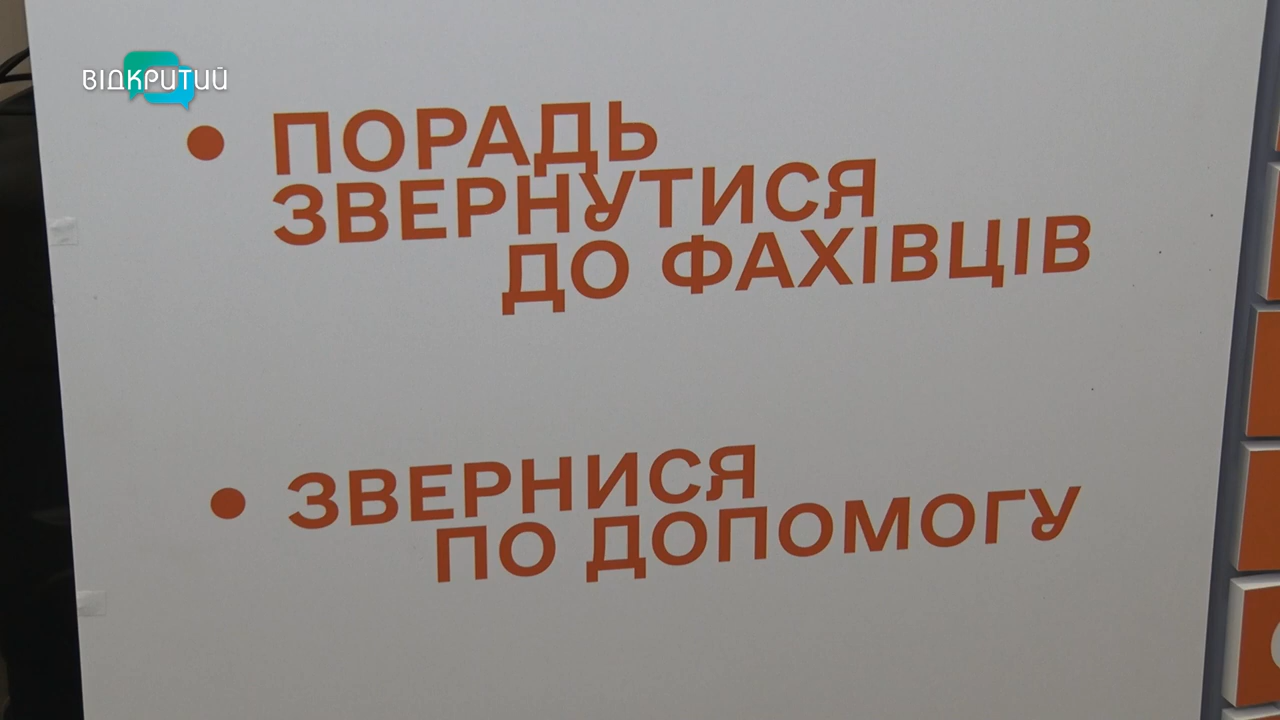 ВІДКРИТИЙ
• ПОРАДЬ
ЗВЕРНУТИСЯ
ДО ФАХІВЦІВ
• ЗВЕРНИСЯ
ПО ДОПОМОГУ